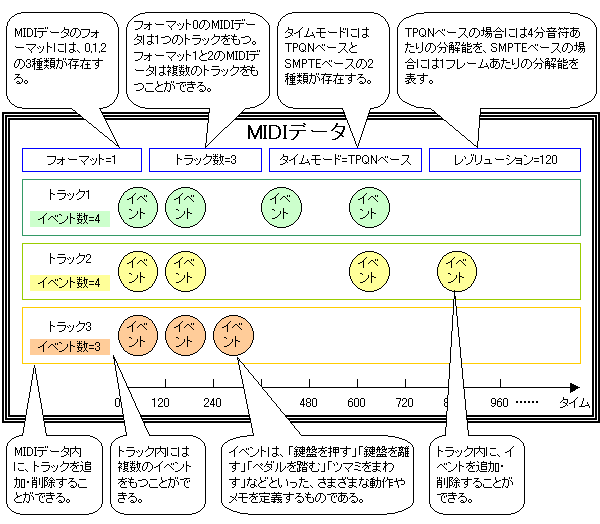 MIDIデータのフォ
ーマットには、0,1,2
の3種類が存在す
る。
フォーマット0のMIDIデー
タは1つのトラックをもつ。
フォーマット1と2のMIDIデ
ータは複数のトラックをも
つことができる。
タイムモードには
TPQNベースと
SMPTEベースの2
種類が存在する。
TPQNベースの場合には4分音符
あたりの分解能を、SMPTEベースの場
合には1フレームあたりの分解能を
表す。
MIDIデータ
フォーマット=1
トラック数=3
タイムモード=TPQNベース
レゾリューション=120
トラック1
イベント数=4
イベ
ント
イベ
ント
イベ
ント
イベ
ント
トラック2
イベント数=4
イベ
ント
イベ
ント
イベ
ント
イベ
ント
トラック3
イベント数=3
イベ
ント
イベ
ント
イベ
ント
0 120 240 480 600 720 960 …… タイム
MIDIデータ内
に、トラックを追
加・削除するこ
とができる。
トラック内には
複数のイベント
をもつことがで
きる。
イベントは、「鍵盤を押す」「鍵盤を離
す」「ペダルを踏む」「ツマミをまわ
す」などといった、さまざまな動作や
メモを定義するものである。
トラック内に、イ
ベントを追加・
削除することが
できる。